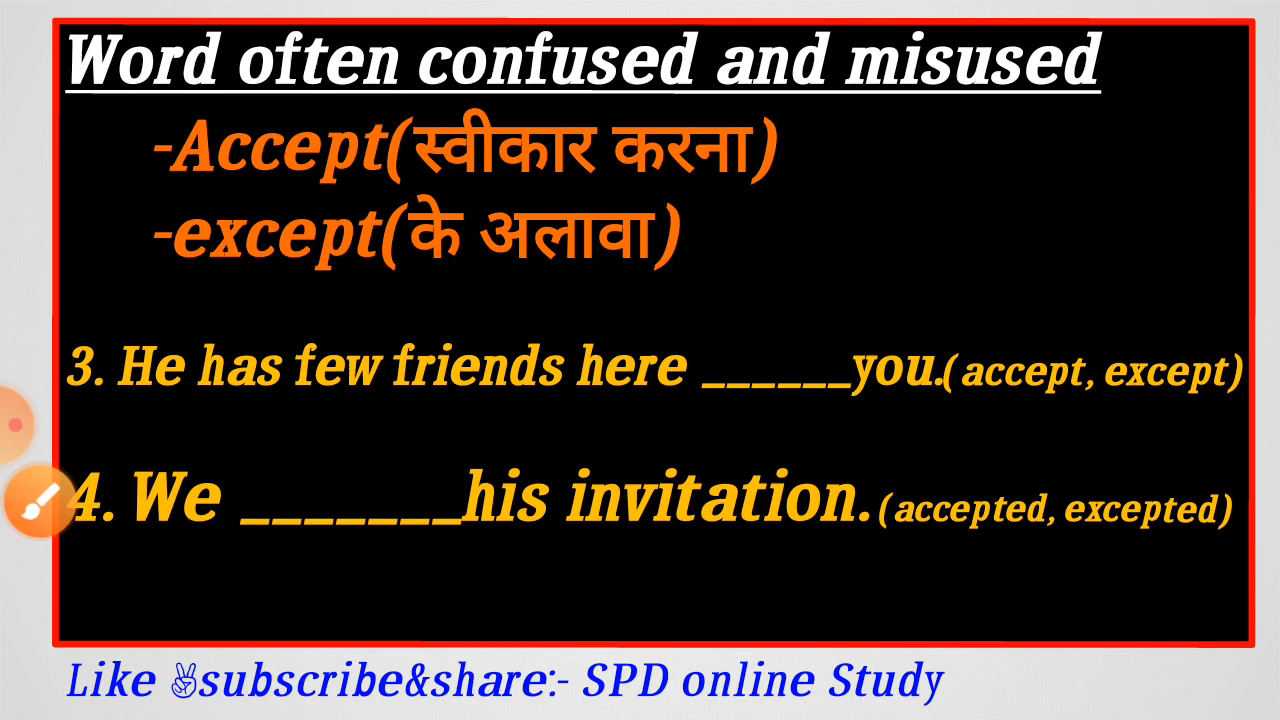 Word often confused and misused
-Accept(स्वीकार करना)
-except(के अलावा)
3. He has few friends here ______you.( accept, except)
4. We _______his invitation. ( accepted, excepted)
Like ✌subscribe&share:- SPD online Study